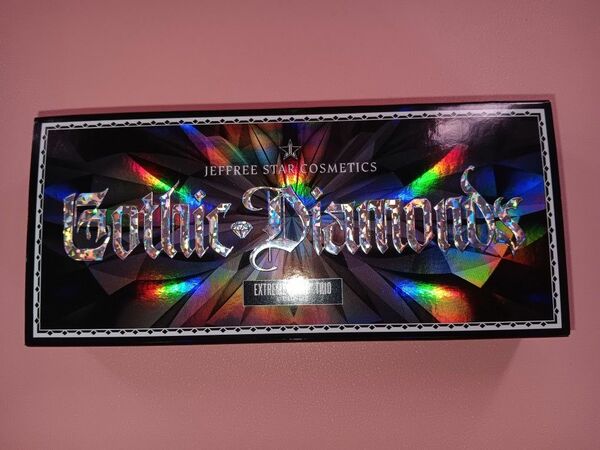 JEFFREE STAR COSMETICS
Gothic Diamonds
EXTREME TRIO